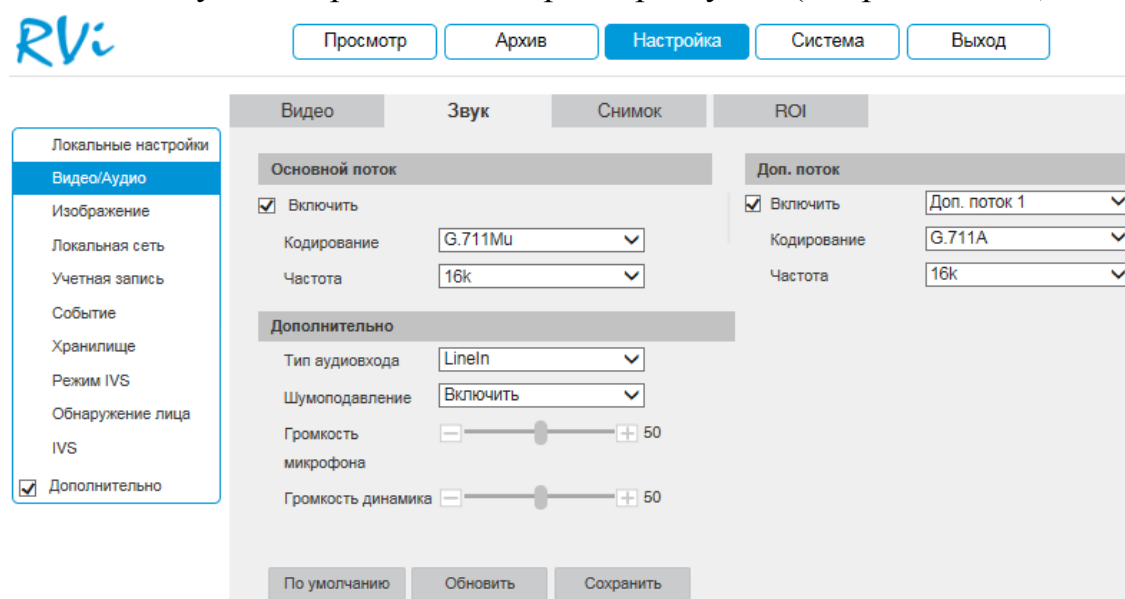 RVi
Просмотр Архив Настройка Система Выход
Видео Звук Снимок ROI
Локальные настройки
Видео/Аудио
Изображение
Локальная сеть
Учетная запись
Событие
Хранилище
Режим IVS
Обнаружение лица
IVS
Дополнительно
Основной поток
Включить
Кодирование G.711Mu
Частота 16k
Доп. поток
Включить Доп. поток 1
Кодирование G.711A
Частота 16k
Дополнительно
Тип аудиовхода LineIn
Шумоподавление Включить
Громкость
микрофона
50
Громкость динамика 50
По умолчанию Обновить Сохранить